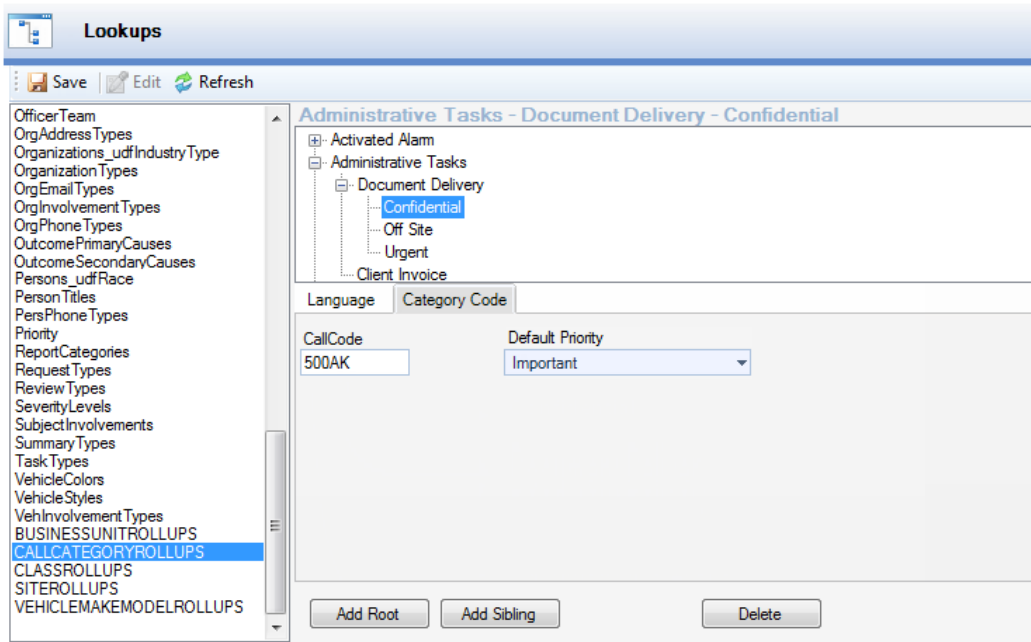 Lookups
Save Edit Refresh
OfficerTeam
OrgAddressTypes
Organizations_udfIndustryType
OrganizationTypes
OrgEmailTypes
OrgInvolvementTypes
OrgPhoneTypes
OutcomePrimaryCauses
OutcomeSecondaryCauses
Persons_udfRace
PersonTitles
PersPhoneTypes
Priority
ReportCategories
RequestTypes
ReviewTypes
SeverityLevels
SubjectInvolvements
SummaryTypes
TaskTypes
VehicleColors
VehicleStyles
VehInvolvementTypes
BUSINESSUNITROLLUPS
CALLCATEGORYROLLUPS
CLASSROLLUPS
SITEROLLUPS
VEHICLEMAKEMODELROLLUPS
Administrative Tasks - Document Delivery - Confidential
Activated Alarm
Administrative Tasks
Document Delivery
Confidential
Off Site
Urgent
Client Invoice
Language Category Code
CallCode Default Priority
500AK Important
Add Root Add Sibling Delete